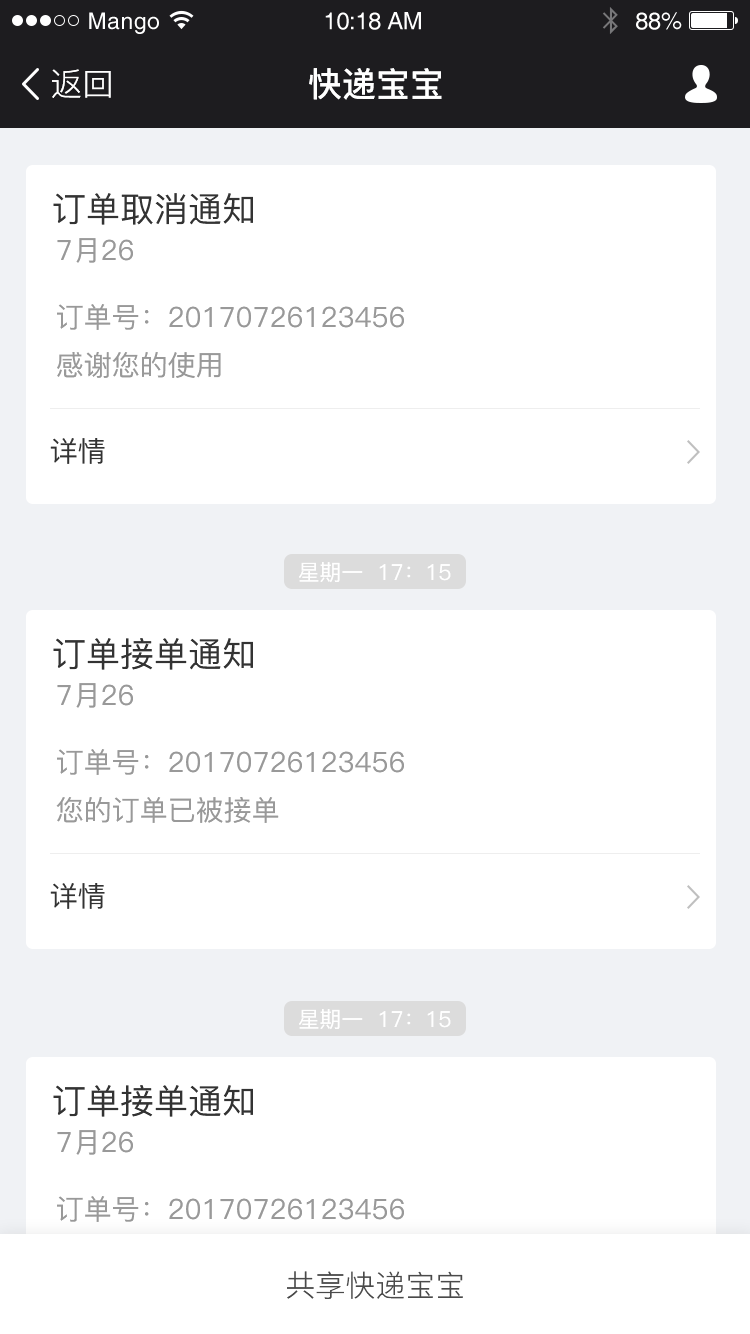 Mango 10:18 AM 88%
返回 快递宝宝
订单取消通知
7月26
订单号：20170726123456
感谢您的使用
详情
星期一 17：15
订单接单通知
7月26
订单号：20170726123456
您的订单已被接单
详情
星期一 17：15
订单接单通知
7月26
订单号：20170726123456
共享快递宝宝